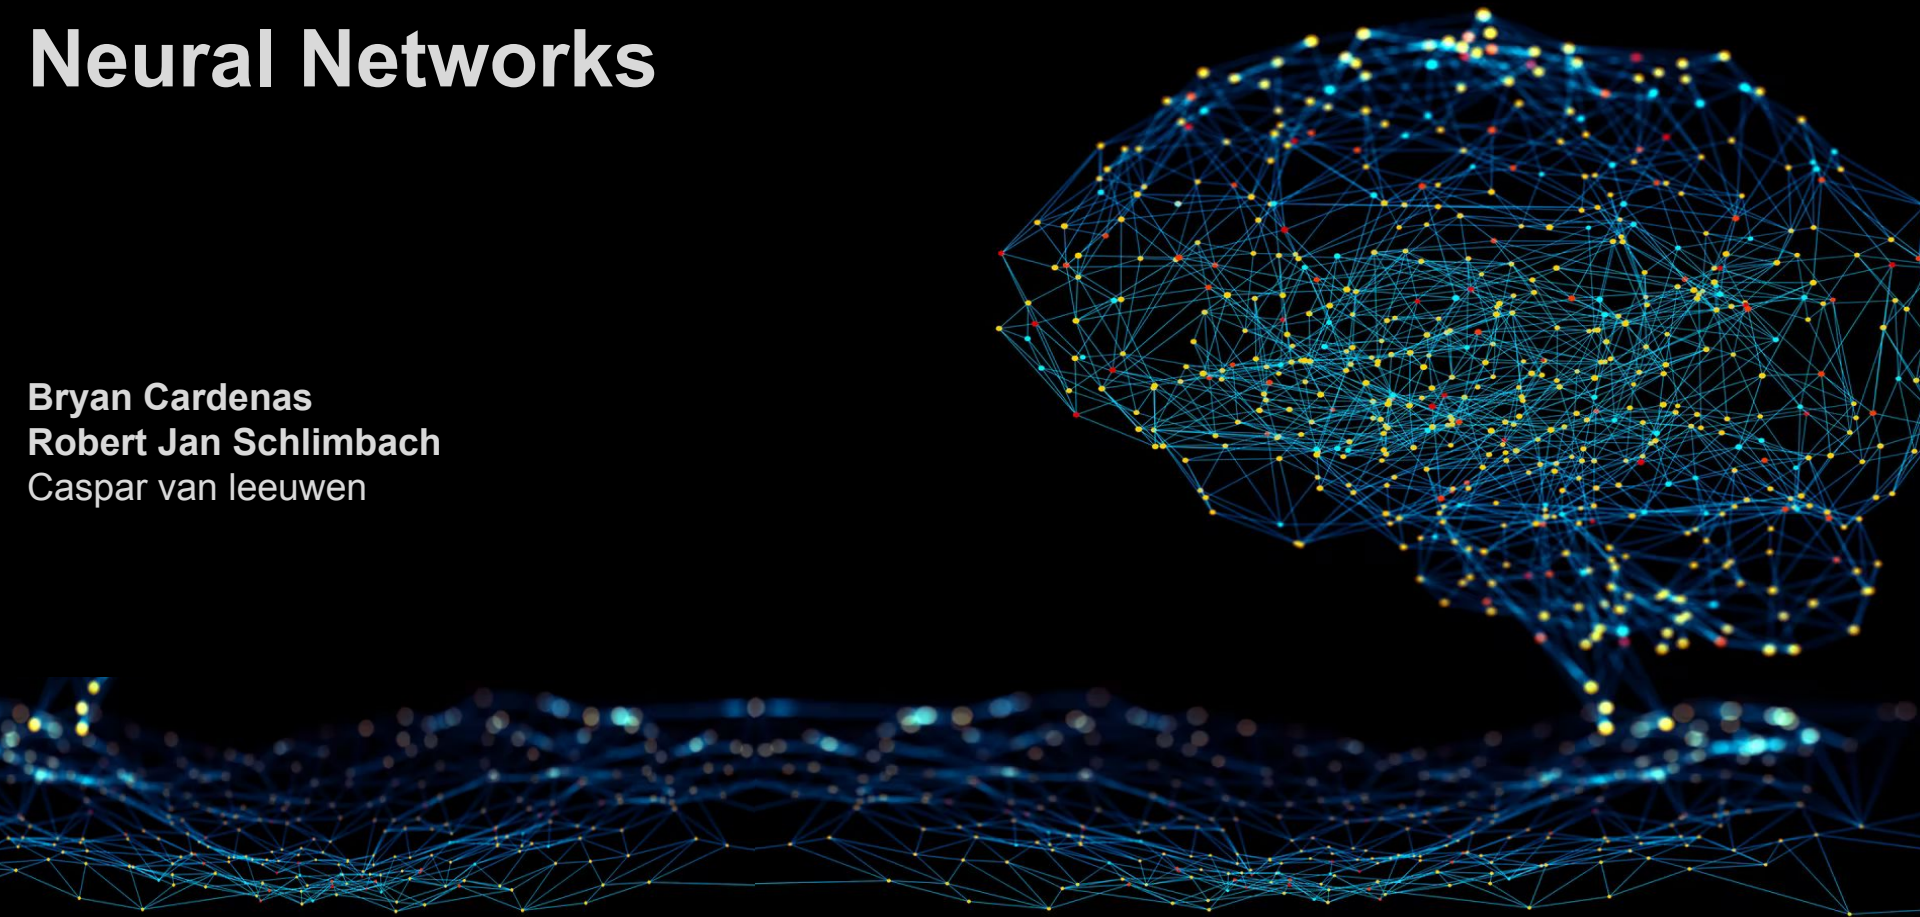 Neural Networks
Bryan Cardenas
Robert Jan Schlimbach
Caspar van leeuwen